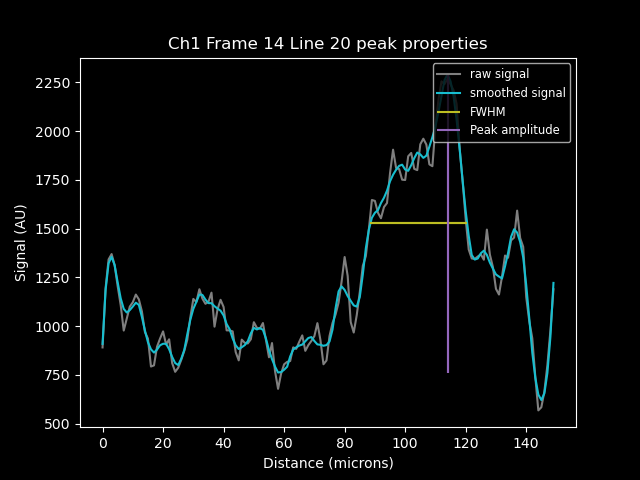 Ch1 Frame 14 Line 20 peak properties
raw signal
smoothed signal
FWHM
Peak amplitude
2250
2000
1750
1500
1250
1000
750
500
Signal (AU)
0 20 40 60 80 100 120 140
Distance (microns)